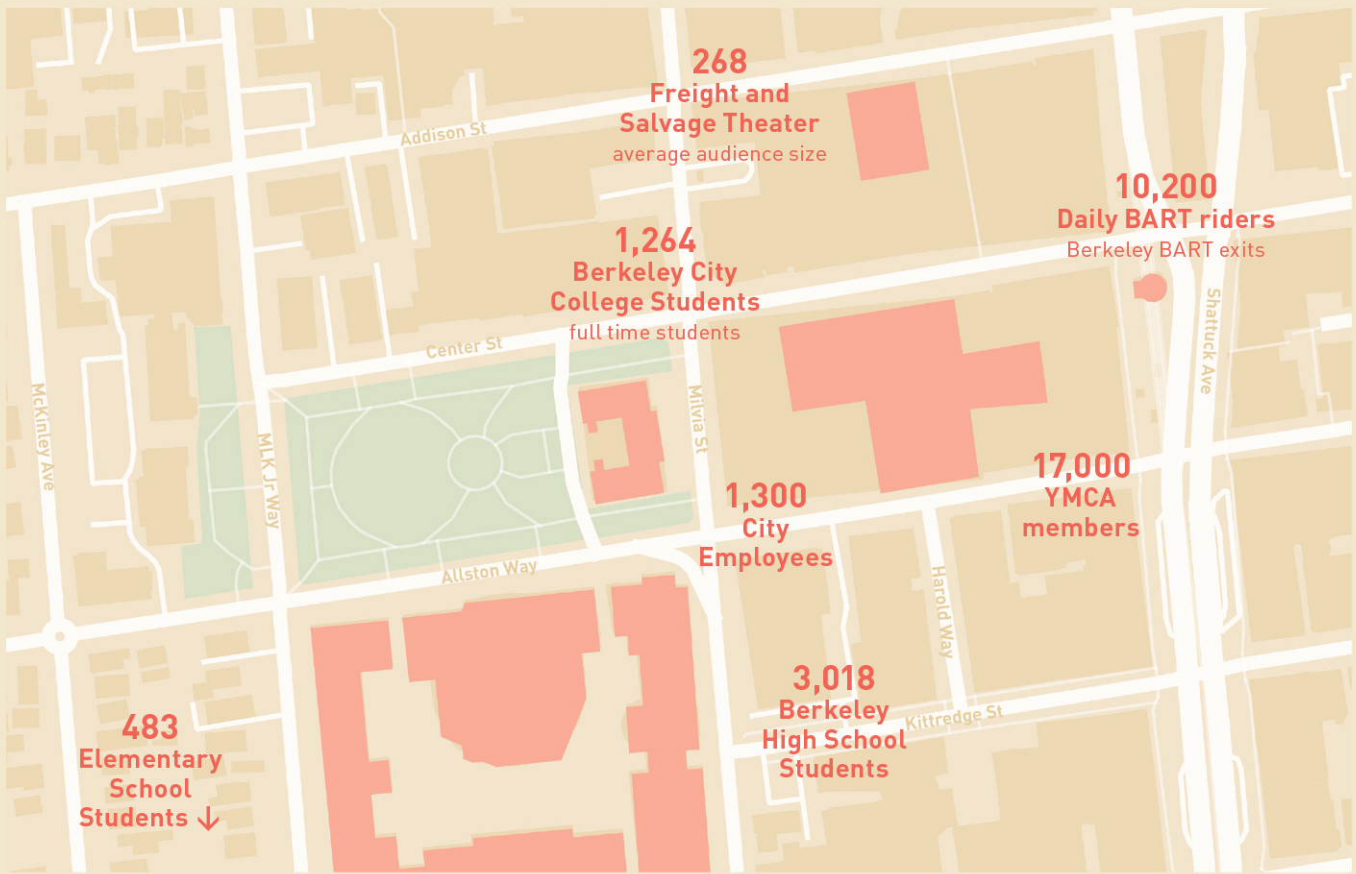 268
Freight and
Salvage Theater
average audience size
Addison St
10,200
Daily BART riders
Berkeley BART exits
1,264
Berkeley City
College Students
full time students
Center St
Shattuck Ave
McKinley Ave
MLK Jr Way
Milvia St
17,000
YMCA
members
1,300
City
Employees
Allston Way
Harold Way
3,018
Berkeley
High School
Students
Kittredge St
483
Elementary
School
Students ↓